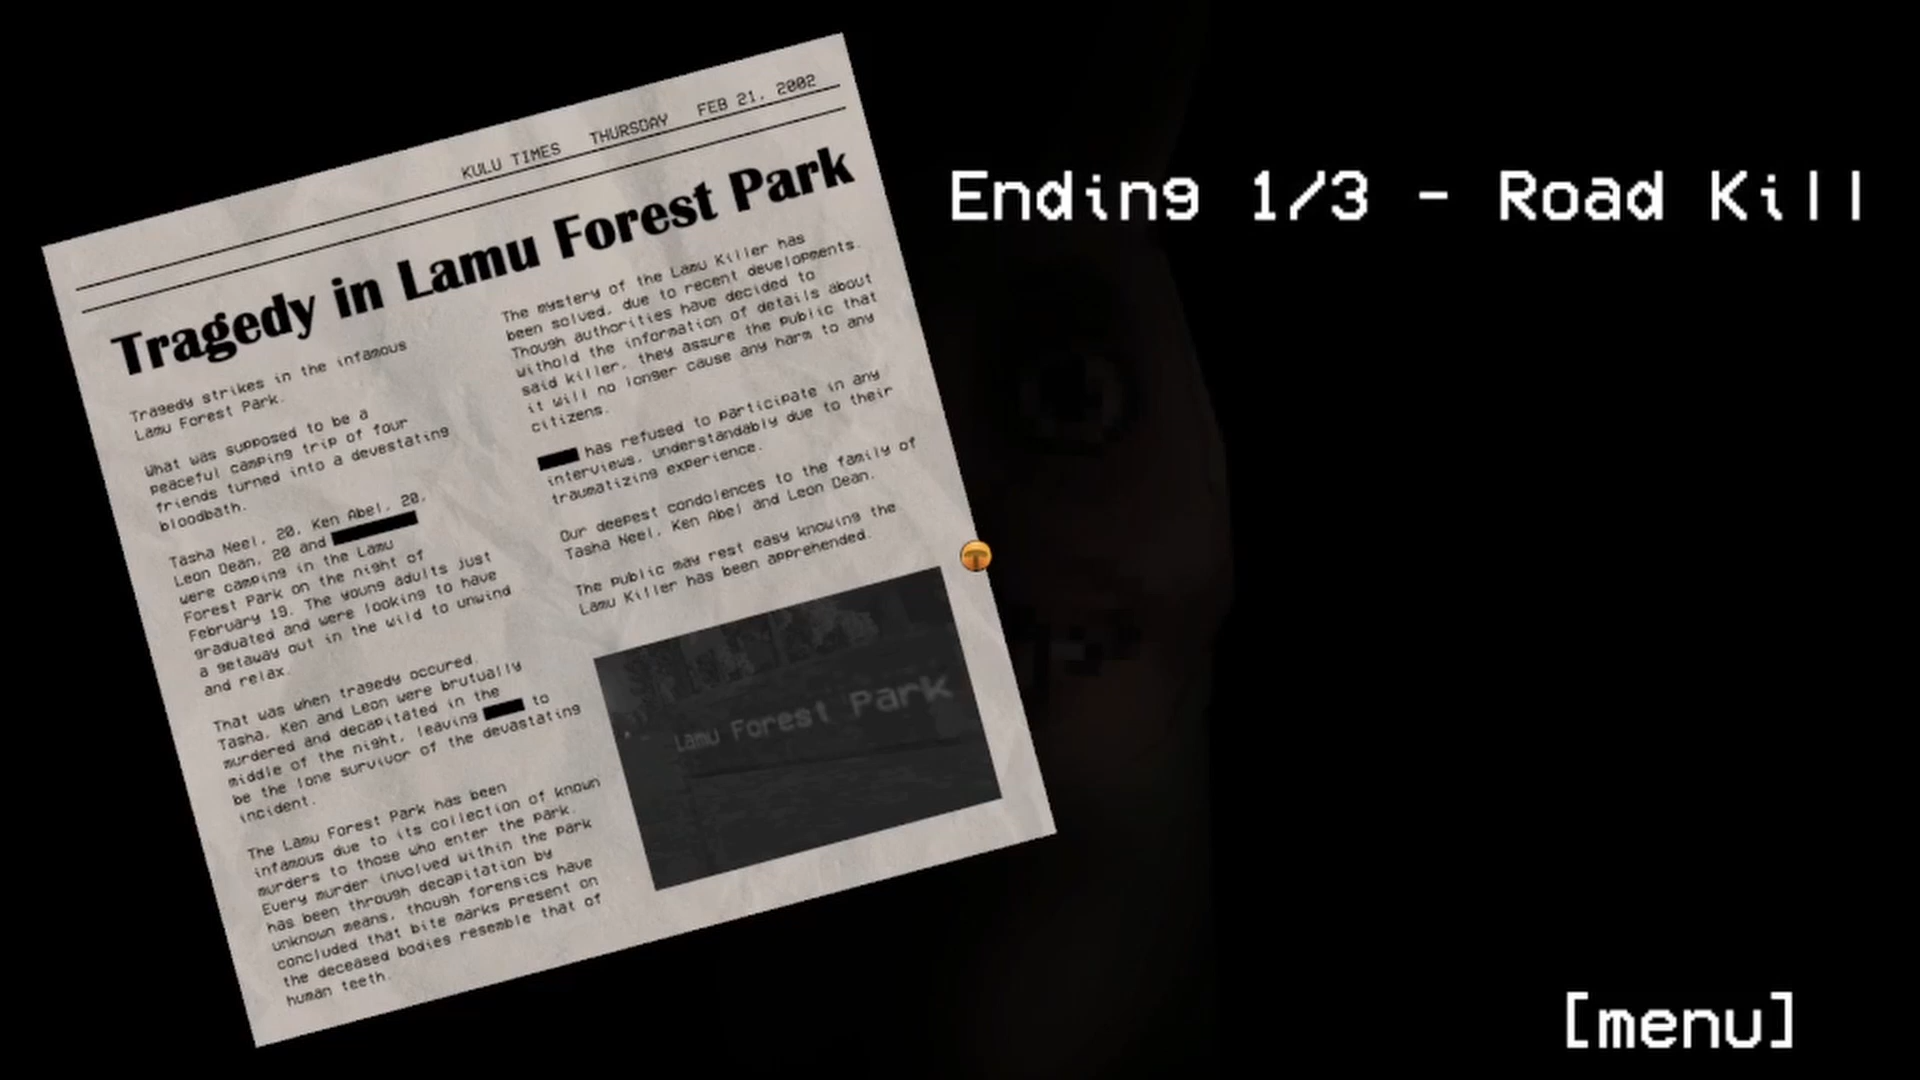 KULU TIMES THURSDAY FEB 21, 2002
Tragedy in Lamu Forest Park
Tragedy strikes in the infamous
Lamu Forest Park.
What was supposed to be a
peaceful camping trip of four
friends turned into a devestating
bloodbath.
Tasha Neel, 20, Ken Abel, 20,
Leon Dean, 20 and
were camping in the Lamu
Forest Park on the night of
February 19. The young adults just
graduated and were looking to have
a getaway out in the wild to unwind
and relax.
That was when tragedy occured.
Tasha, Ken and Leon were brutually
murdered and decapitated in the
middle of the night, leaving to
be the lone survivor of the devastating
incident.
The Lamu Forest Park has been
infamous due to its collection of known
murders to those who enter the park.
Every murder involved within the park
has been through decapitation by
unknown means, though forensics have
concluded that bite marks present on
the deceased bodies resemble that of
human teeth.
The mystery of the Lamu Killer has
been solved, due to recent developments.
Though authorities have decided to
withold the information of details about
said killer, they assure the public that
it will no longer cause any harm to any
citizens.
has refused to participate in any
interviews, understandably due to their
traumatizing experience.
Our deepest condolences to the family of
Tasha Neel, Ken Abel and Leon Dean.
The public may rest easy knowing the
Lamu Killer has been apprehended.
Lamu Forest Park
Ending 1/3 - Road Kill
[menu]